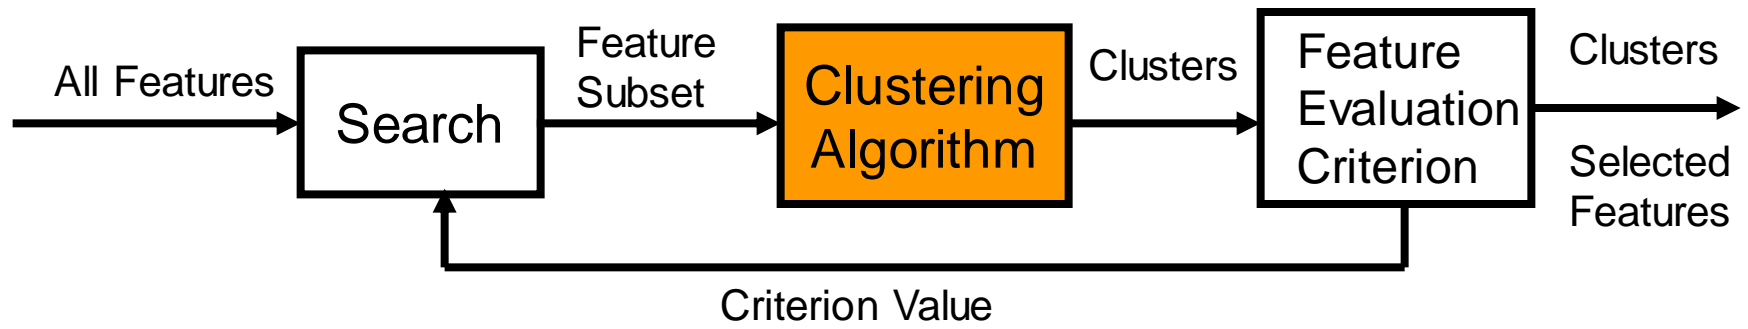 All Features
Search
Feature
Subset
Clustering
Algorithm
Clusters
Feature
Evaluation
Criterion
Clusters
Selected
Features
Criterion Value